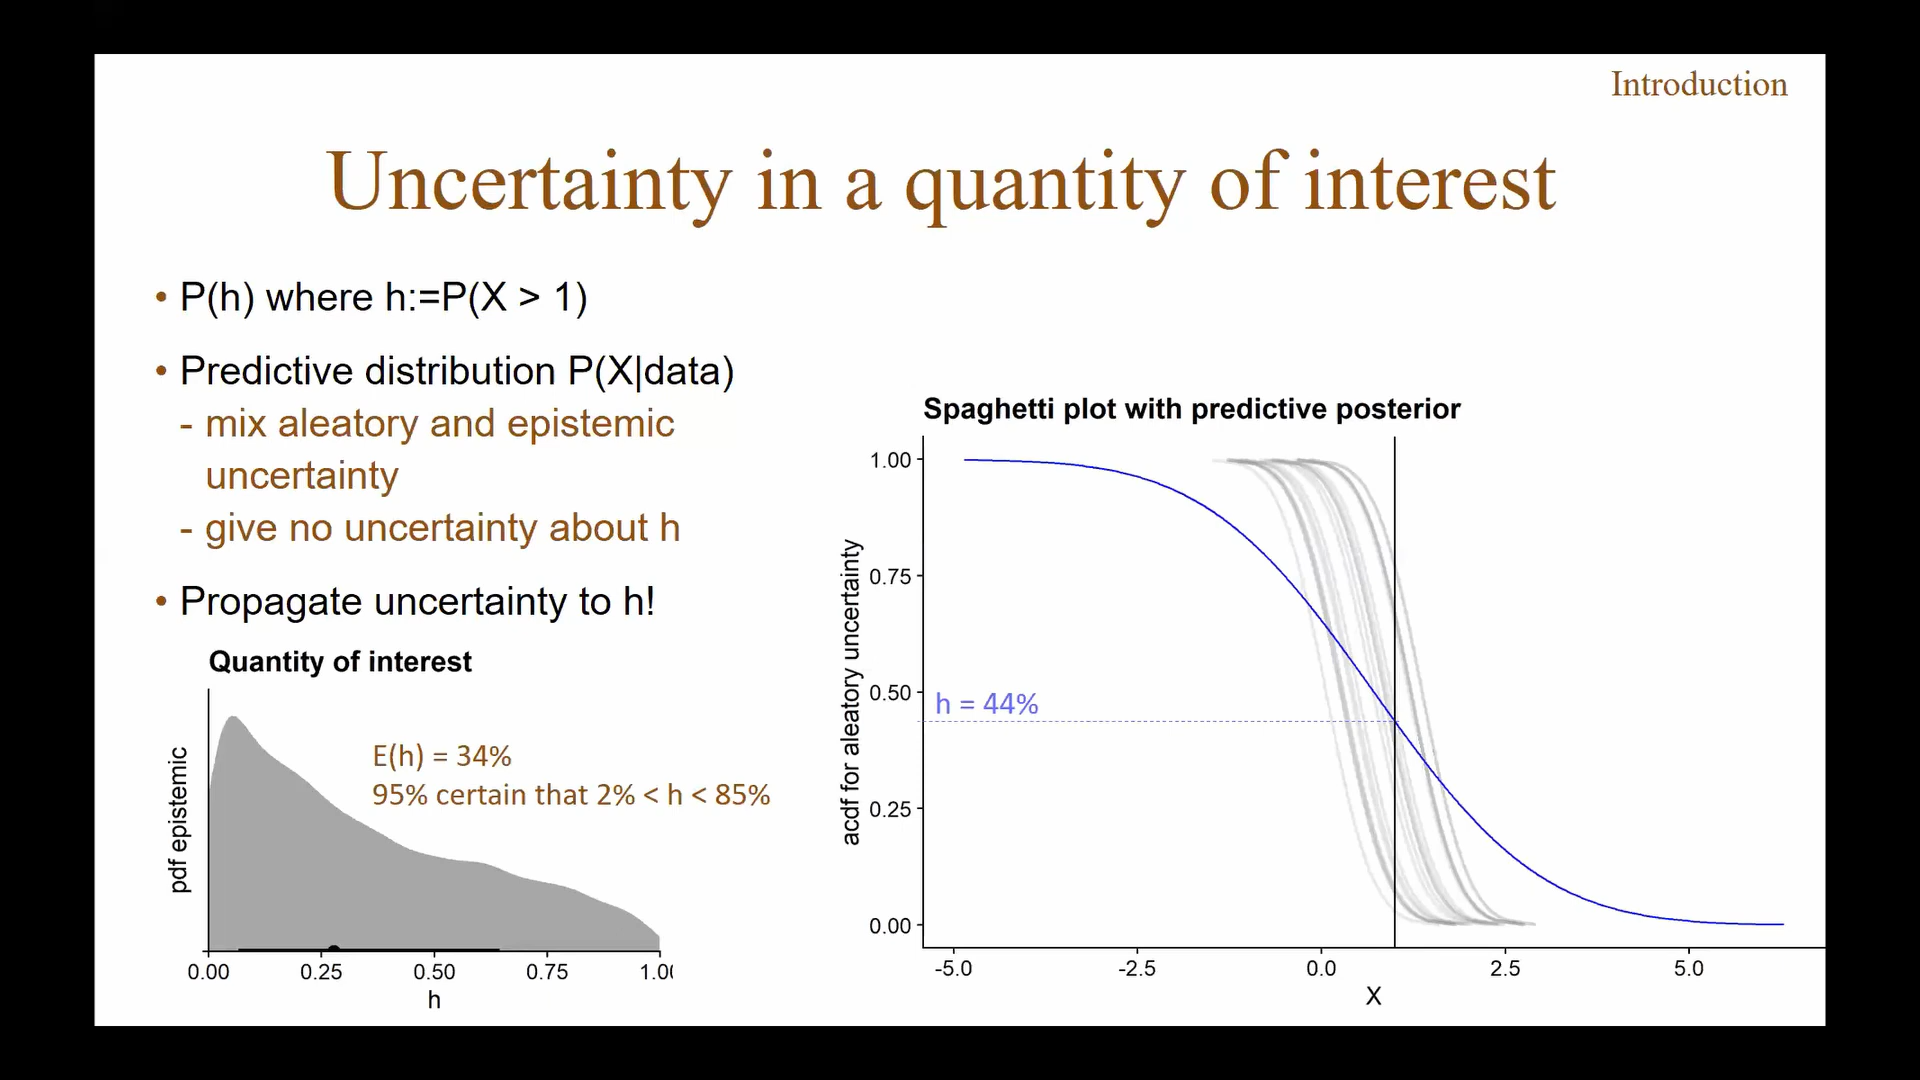 Introduction
Uncertainty in a quantity of interest
• P(h) where h:=P(X > 1)
• Predictive distribution P(X|data)
- mix aleatory and epistemic
uncertainty
- give no uncertainty about h
• Propagate uncertainty to h!
Quantity of interest
pdf epistemic
E(h) = 34%
95% certain that 2% < h < 85%
0.00 0.25 0.50 0.75 1.0
h
Spaghetti plot with predictive posterior
acdf for aleatory uncertainty
1.00
0.75
0.50
h = 44%
0.25
0.00
-5.0 -2.5 0.0 2.5 5.0
X